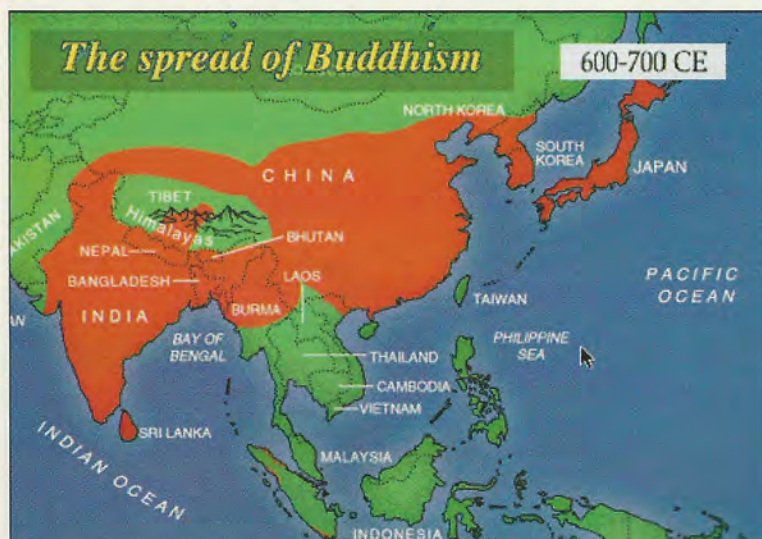 The spread of Buddhism
600-700 CE
NORTH KOREA
CHINA
SOUTH
KOREA
JAPAN
TIBET
Himalayas
AKISTAN
NEPAL
BHUTAN
BANGLADESH
LAOS
INDIA
BURMA
TAIWAN
PACIFIC
OCEAN
BAY OF
BENGAL
THAILAND
PHILIPPINE
SEA
CAMBODIA
VIETNAM
SRI LANKA
INDIAN OCEAN
MALAYSIA
INDONESIA